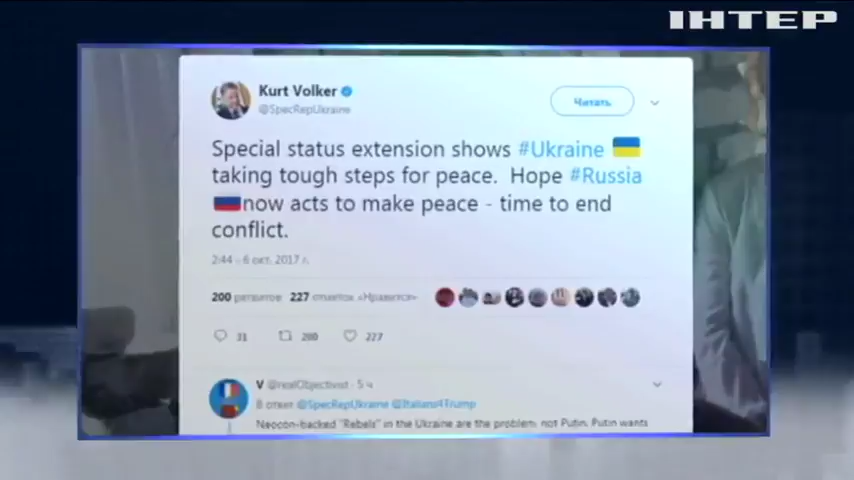 ІНТЕР
Kurt Volker
@SpecRepUkraine
Читать
Special status extension shows #Ukraine
taking tough steps for peace. Hope #Russia
now acts to make peace - time to end
conflict.
2:44 - 6 окт. 2017 г.
200 ретвитов 227 отметок «Нравится»
31 200 227
V @realObjectivist · 5 ч
В ответ @SpecRepUkraine @Italians4Trump
Neocon-backed "Rebels" in the Ukraine are the problem not Putin. Putin wants